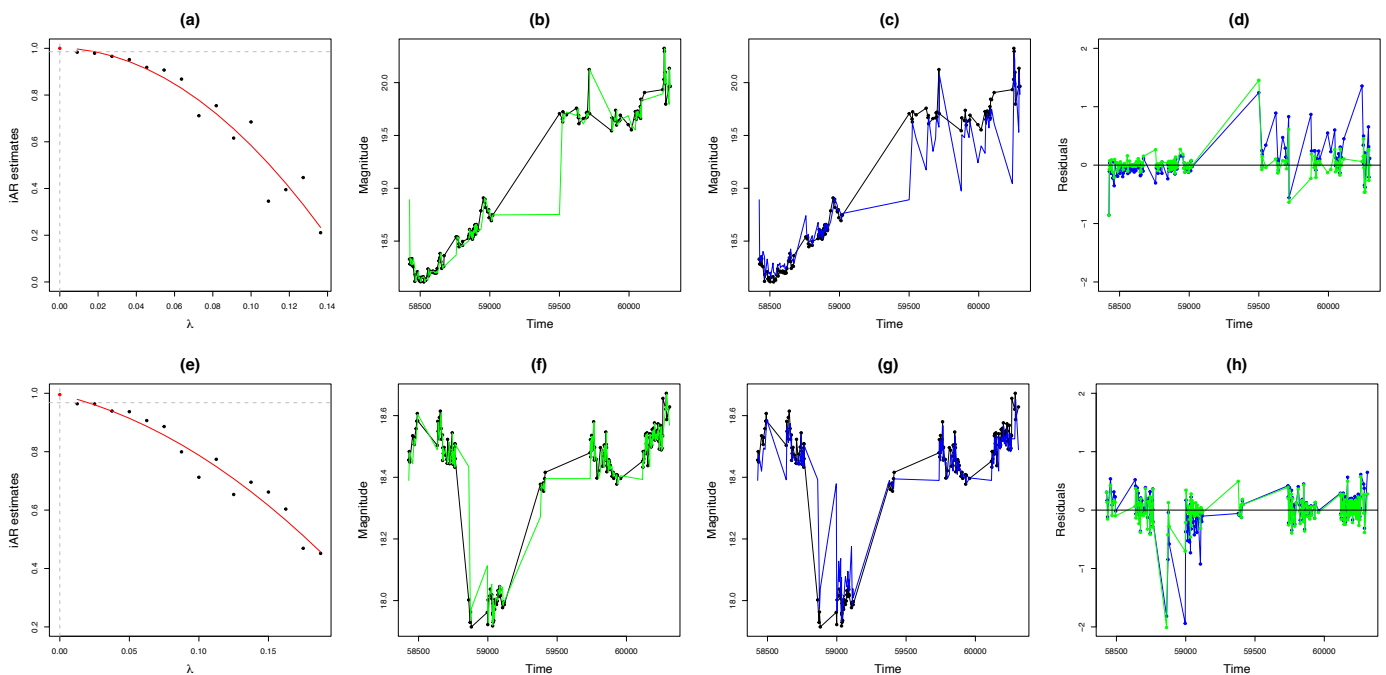 (a) (b) (c) (d)
iAR estimates
0.0 0.2 0.4 0.6 0.8 1.0
0.00 0.02 0.04 0.06 0.08 0.10 0.12 0.14
λ
Magnitude
18.5 19.0 19.5 20.0
58500 59000 59500 60000
Time
Magnitude
18.5 19.0 19.5 20.0
58500 59000 59500 60000
Time
Residuals
-2 -1 0 1 2
58500 59000 59500 60000
Time
(e) (f) (g) (h)
iAR estimates
0.2 0.4 0.6 0.8 1.0
0.00 0.05 0.10 0.15
λ
Magnitude
18.0 18.2 18.4 18.6
58500 59000 59500 60000
Time
Magnitude
18.0 18.2 18.4 18.6
58500 59000 59500 60000
Time
Residuals
-2 -1 0 1 2
58500 59000 59500 60000
Time